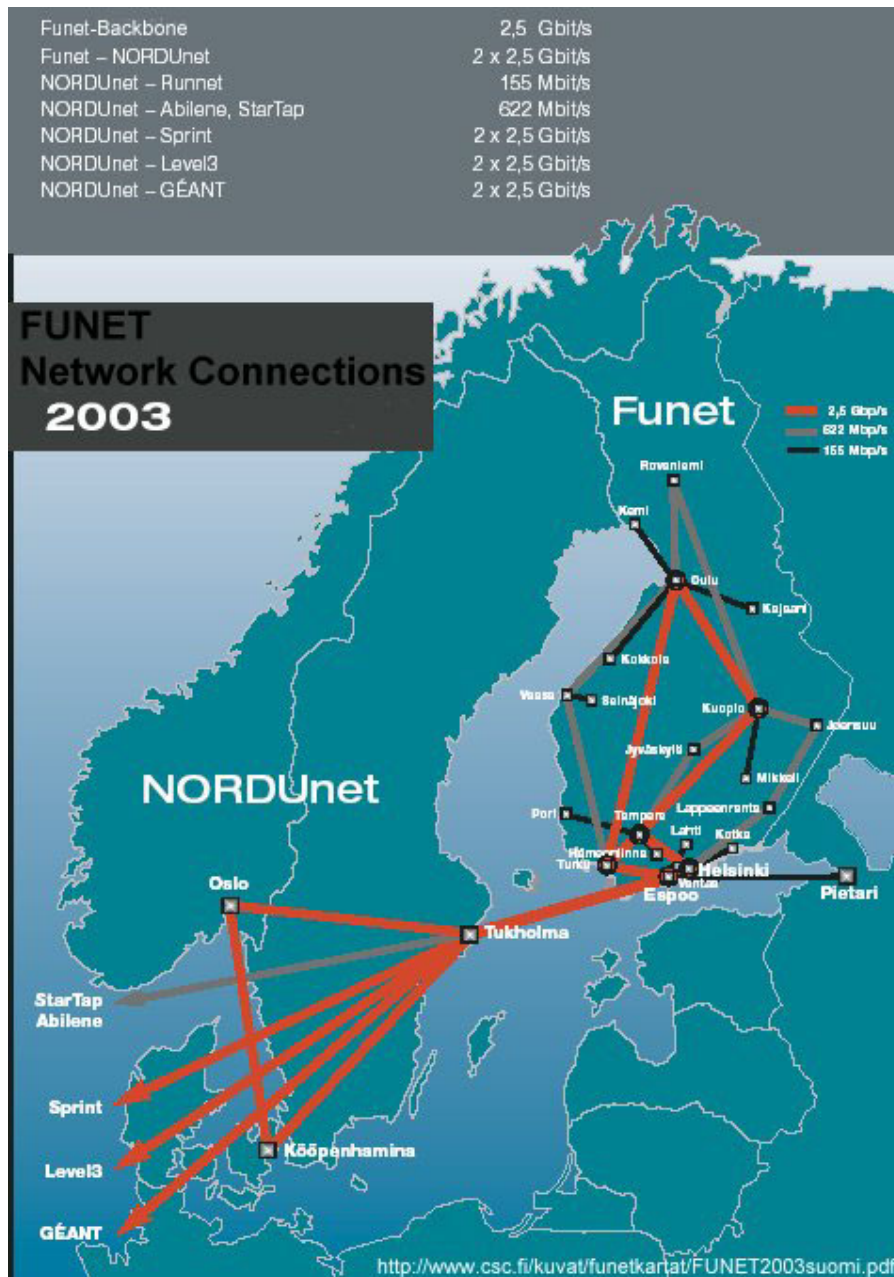 Funet-Backbone 2,5 Gbit/s
Funet – NORDUnet 2 x 2,5 Gbit/s
NORDUnet – Runnet 155 Mbit/s
NORDUnet – Abilene, StarTap 622 Mbit/s
NORDUnet – Sprint 2 x 2,5 Gbit/s
NORDUnet – Level3 2 x 2,5 Gbit/s
NORDUnet – GÉANT 2 x 2,5 Gbit/s
FUNET
Network Connections
2003
Funet
2,5 Gbp/s
622 Mbp/s
155 Mbp/s
Rovaniemi
Kemi
Oulu
Kajaani
Kokkola
Vaasa
Seinäjoki
Kuopio
Joensuu
Jyväskylä
Mikkeli
NORDUnet
Lappeenranta
Pori
Tampere
Lahti
Kotka
Hämeenlinna
Turku
Helsinki
Vantaa
Espoo
Pietari
Oslo
Tukholma
StarTap
Abilene
Sprint
Kööpenhamina
Level3
GÉANT
http://www.csc.fi/kuvat/funetkartat/FUNET2003suomi.pdf